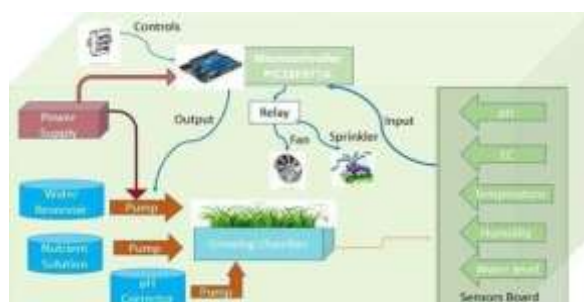 Controls
Microcontroller
Power
Supply
Output
Relay
Input
Fan
Sprinkler
pH
EC
Temperature
Humidity
Water level
Sensors Board
Water
Reservoir
Pump
Nutrient
Solution
Pump
Growing Chamber
pH
Corrector
Pump